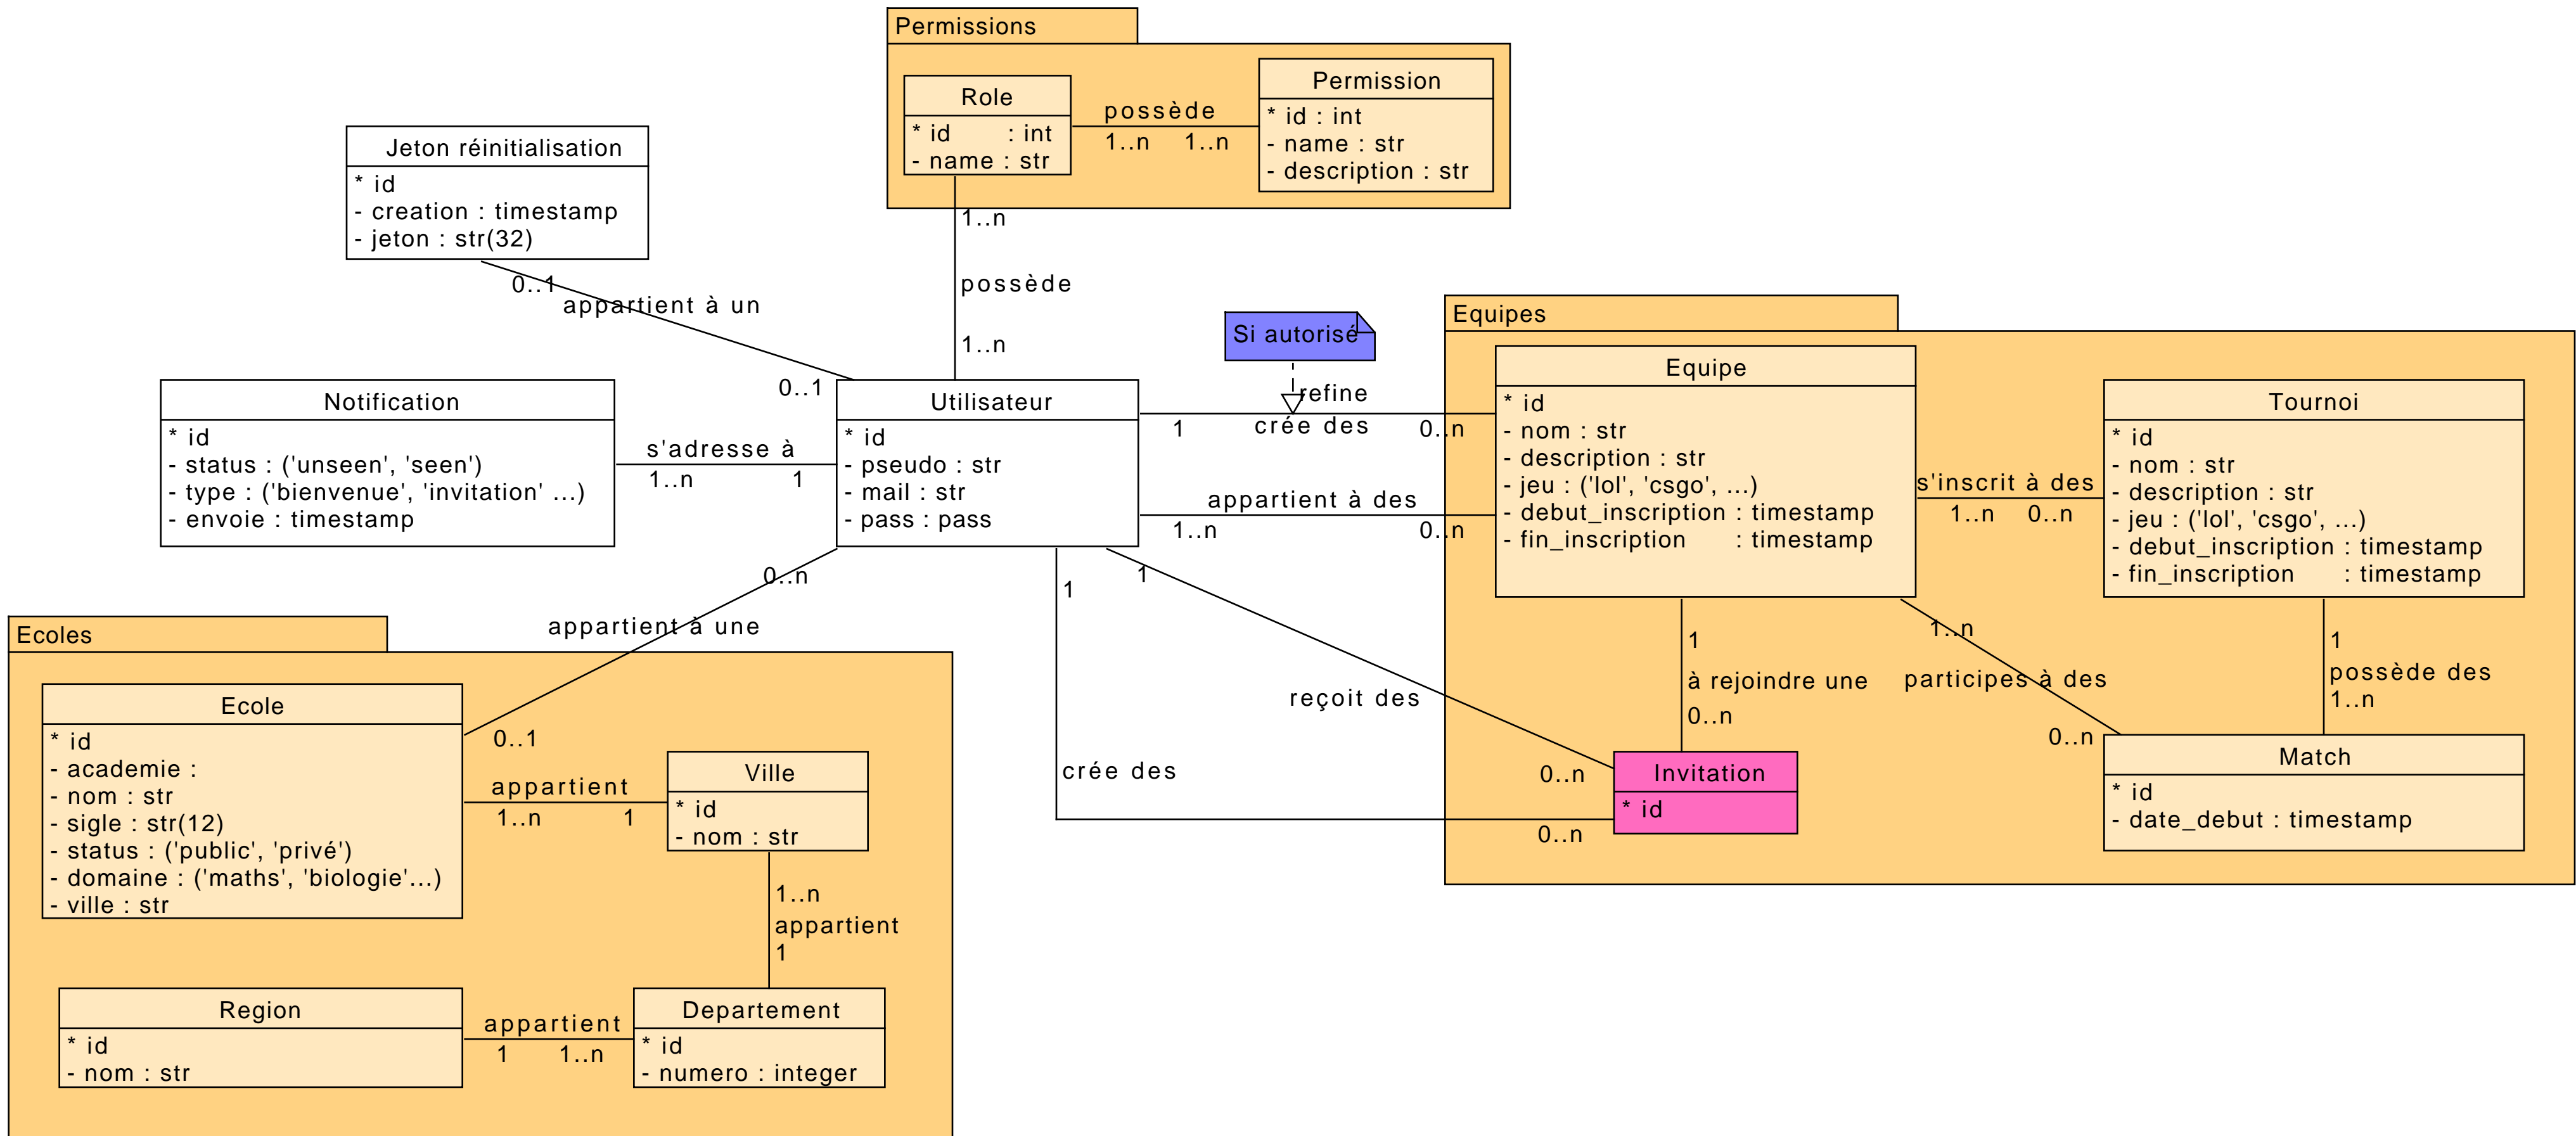 Permissions
Role
* id : int
- name : str
possède
1..n 1..n
Permission
* id : int
- name : str
- description : str
Jeton réinitialisation
* id
- creation : timestamp
- jeton : str(32)
0..1
appartient à un
0..1
1..n
possède
1..n
Si autorisé
refine
Notification
* id
- status : ('unseen', 'seen')
- type : ('bienvenue', 'invitation' ...)
- envoie : timestamp
s'adresse à
1..n 1
Utilisateur
* id
- pseudo : str
- mail : str
- pass : pass
1 crée des 0..n
appartient à des
1..n 0..n
Equipes
Equipe
* id
- nom : str
- description : str
- jeu : ('lol', 'csgo', ...)
- debut_inscription : timestamp
- fin_inscription : timestamp
s'inscrit à des
1..n 0..n
Tournoi
* id
- nom : str
- description : str
- jeu : ('lol', 'csgo', ...)
- debut_inscription : timestamp
- fin_inscription : timestamp
0..n
appartient à une
0..1
1
crée des
0..n
1
reçoit des
0..n
1
à rejoindre une
0..n
1..n
participes à des
0..n
1
possède des
1..n
Invitation
* id
Match
* id
- date_debut : timestamp
Ecoles
Ecole
* id
- academie :
- nom : str
- sigle : str(12)
- status : ('public', 'privé')
- domaine : ('maths', 'biologie'...)
- ville : str
appartient
1..n 1
Ville
* id
- nom : str
1..n
appartient
1
Region
* id
- nom : str
appartient
1 1..n
Departement
* id
- numero : integer